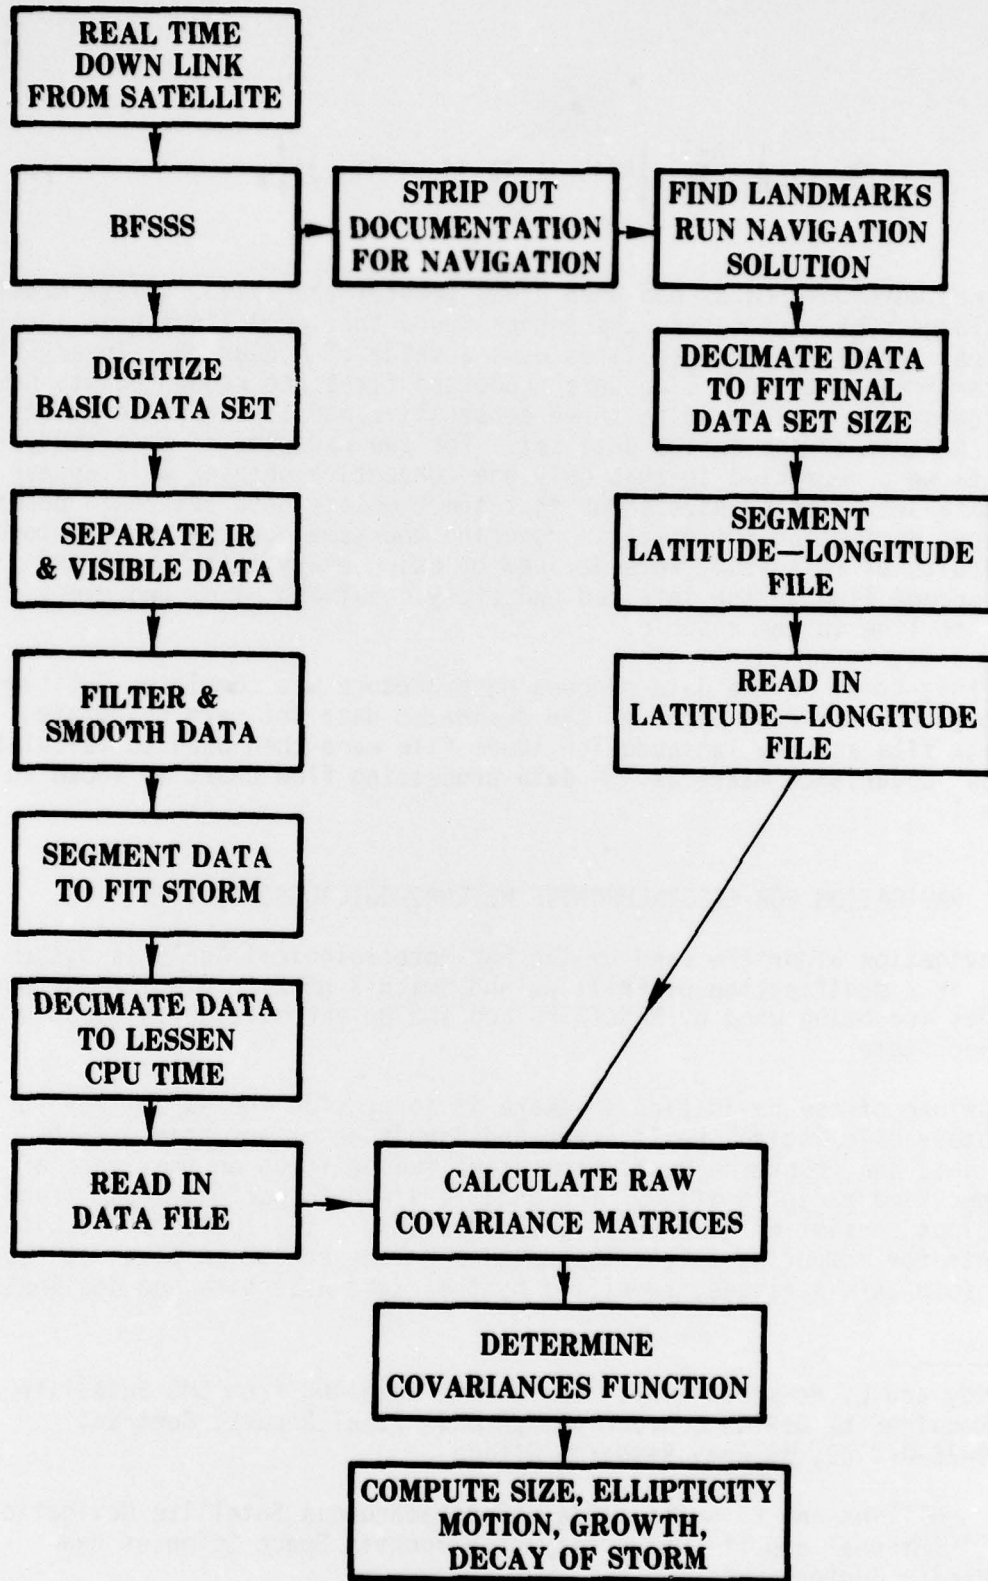 REAL TIME
DOWN LINK
FROM SATELLITE
BFSSS
STRIP OUT
DOCUMENTATION
FOR NAVIGATION
FIND LANDMARKS
RUN NAVIGATION
SOLUTION
DIGITIZE
BASIC DATA SET
DECIMATE DATA
TO FIT FINAL
DATA SET SIZE
SEPARATE IR
& VISIBLE DATA
SEGMENT
LATITUDE—LONGITUDE
FILE
FILTER &
SMOOTH DATA
READ IN
LATITUDE—LONGITUDE
FILE
SEGMENT DATA
TO FIT STORM
DECIMATE DATA
TO LESSEN
CPU TIME
READ IN
DATA FILE
CALCULATE RAW
COVARIANCE MATRICES
DETERMINE
COVARIANCES FUNCTION
COMPUTE SIZE, ELLIPTICITY
MOTION, GROWTH,
DECAY OF STORM